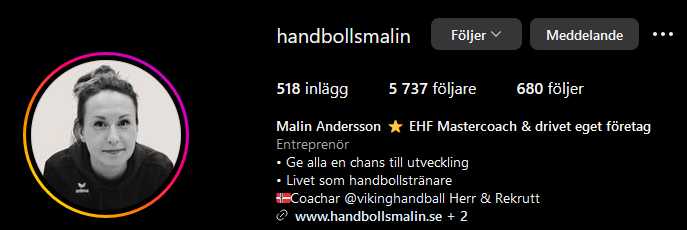 handbollsmalin Följer Meddelande
518 inlägg 5 737 följare 680 följer
Malin Andersson ⭐ EHF Mastercoach & drivet eget företag
Entreprenör
• Ge alla en chans till utveckling
• Livet som handbollstränare
🇳🇴Coachar @vikinghandball Herr & Rekrutt
www.handbollsmalin.se + 2